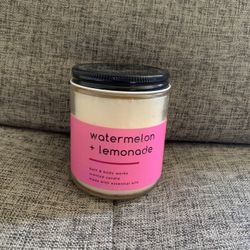 watermelon
+ lemonade
bath & body works
scented candle
made with essential oils